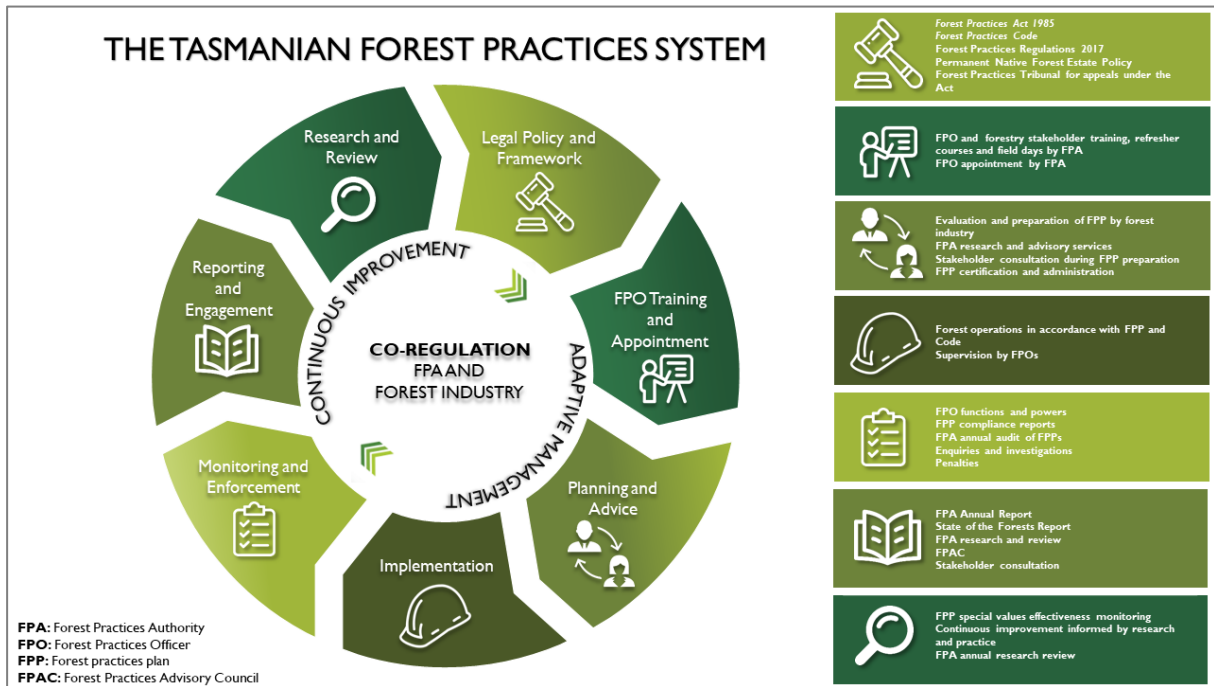 THE TASMANIAN FOREST PRACTICES SYSTEM
Research and
Review
Legal Policy and
Framework
FPO Training
and
Appointment
Planning and
Advice
Implementation
Monitoring and
Enforcement
Reporting
and
Engagement
CONTINUOUS IMPROVEMENT
ADAPTIVE MANAGEMENT
CO-REGULATION
FPA AND
FOREST INDUSTRY
FPA: Forest Practices Authority
FPO: Forest Practices Officer
FPP: Forest practices plan
FPAC: Forest Practices Advisory Council
Forest Practices Act 1985
Forest Practices Code
Forest Practices Regulations 2017
Permanent Native Forest Estate Policy
Forest Practices Tribunal for appeals under the
Act
FPO and forestry stakeholder training, refresher
courses and field days by FPA
FPO appointment by FPA
Evaluation and preparation of FPP by forest
industry
FPA research and advisory services
Stakeholder consultation during FPP preparation
FPP certification and administration
Forest operations in accordance with FPP and
Code
Supervision by FPOs
FPO functions and powers
FPP compliance reports
FPA annual audit of FPPs
Enquiries and investigations
Penalties
FPA Annual Report
State of the Forests Report
FPA research and review
FPAC
Stakeholder consultation
FPP special values effectiveness monitoring
Continuous improvement informed by research
and practice
FPA annual research review